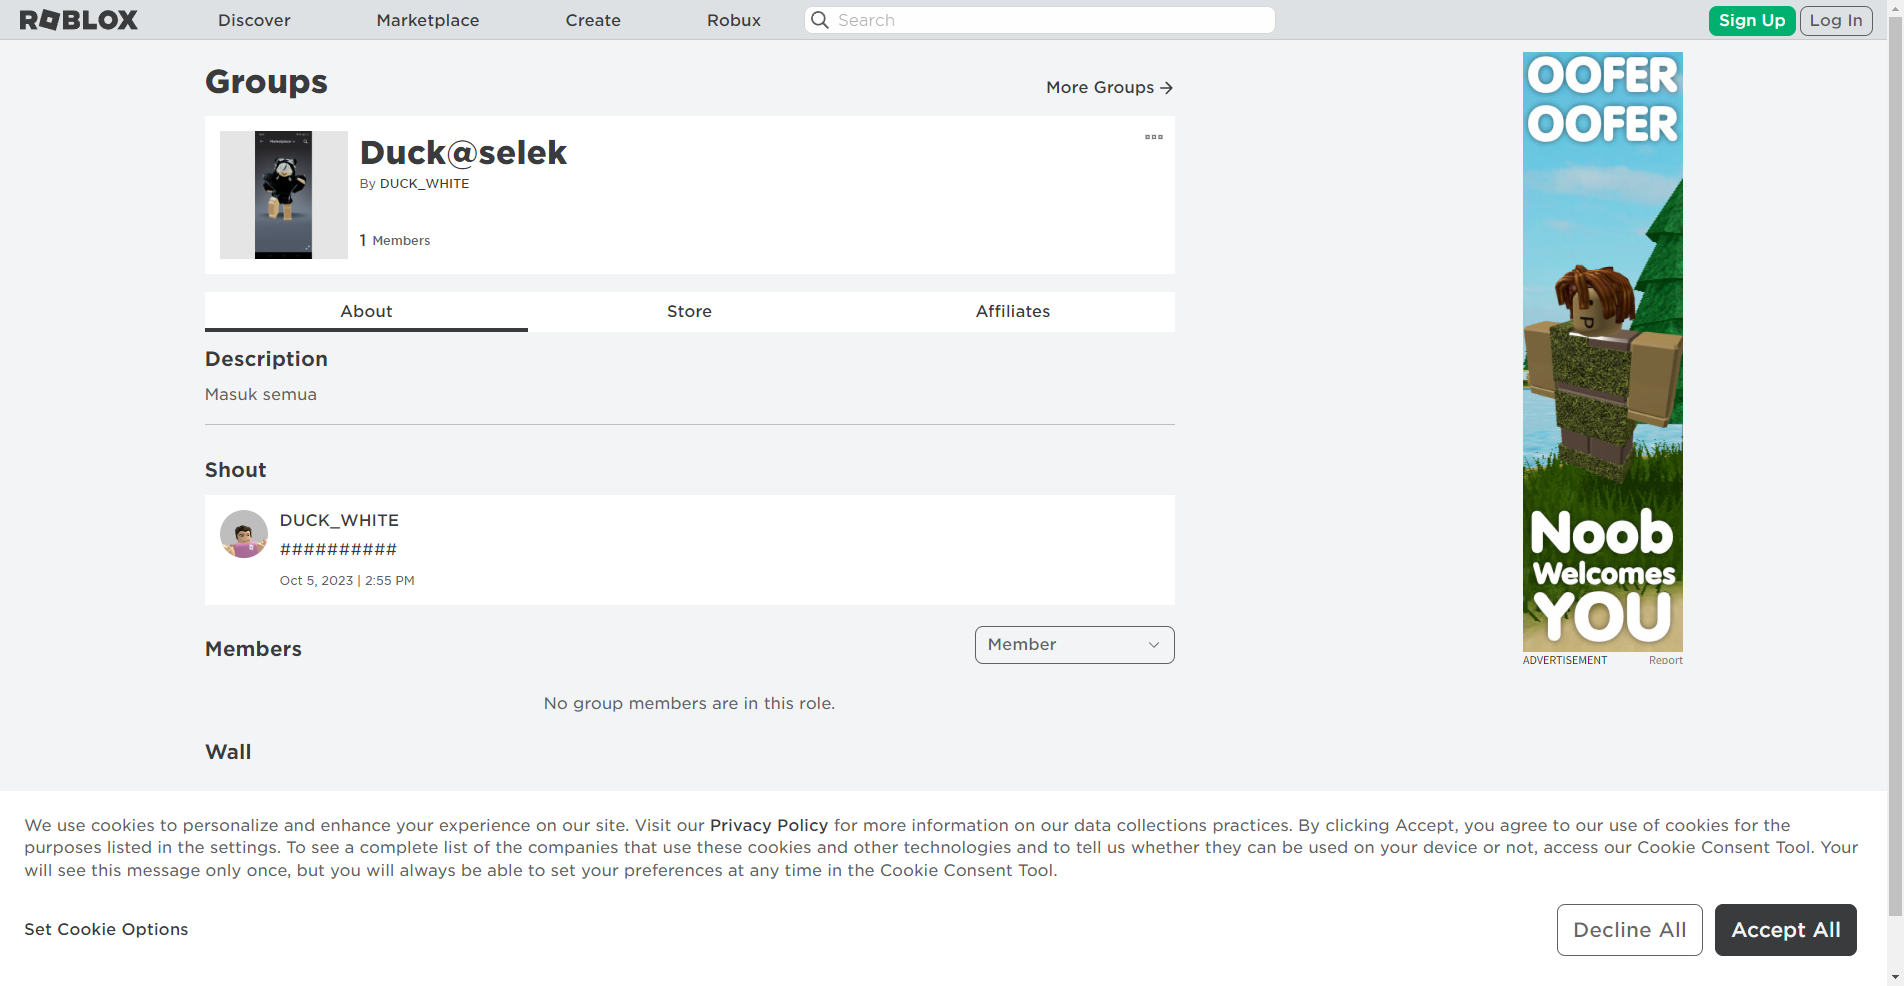 ROBLOX
Discover
Marketplace
Create
Robux
Search
Sign Up
Log In
Groups
More Groups
Marketplace
Duck@selek
By DUCK_WHITE
1 Members
About
Store
Affiliates
Description
Masuk semua
Shout
DUCK_WHITE
##########
Oct 5, 2023 | 2:55 PM
Members
Member
No group members are in this role.
Wall
OOFER
OOFER
Noob
Welcomes
YOU
ADVERTISEMENT
Report
We use cookies to personalize and enhance your experience on our site. Visit our Privacy Policy for more information on our data collections practices. By clicking Accept, you agree to our use of cookies for the
purposes listed in the settings. To see a complete list of the companies that use these cookies and other technologies and to tell us whether they can be used on your device or not, access our Cookie Consent Tool. Your
will see this message only once, but you will always be able to set your preferences at any time in the Cookie Consent Tool.
Set Cookie Options
Decline All
Accept All